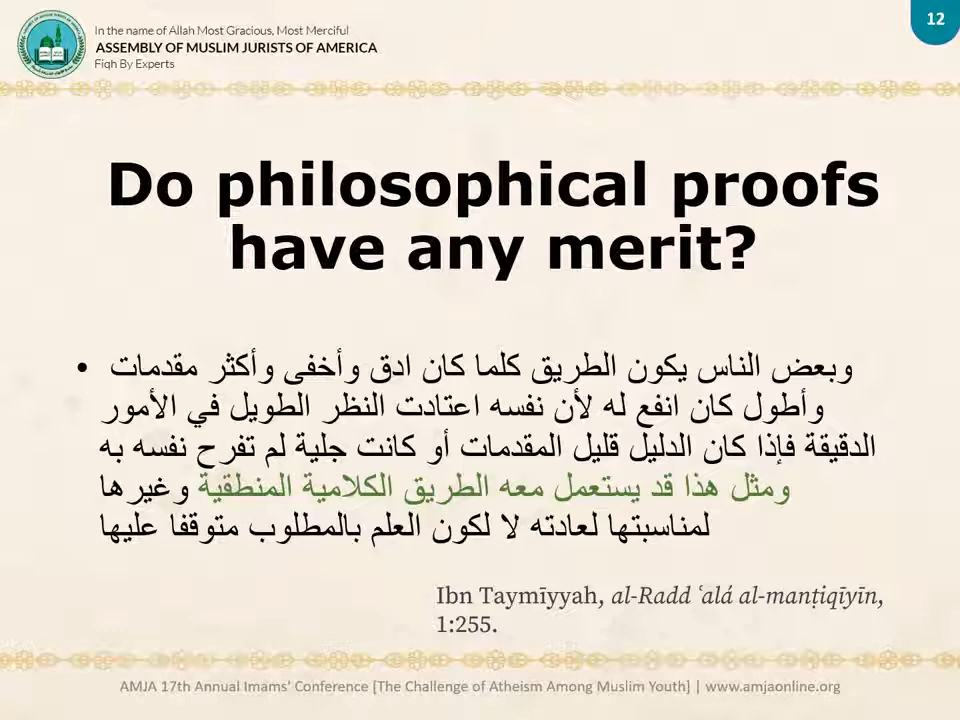 In the name of Allah Most Gracious, Most Merciful
ASSEMBLY OF MUSLIM JURISTS OF AMERICA
Fiqh By Experts
12
Do philosophical proofs
have any merit?
• وبعض الناس يكون الطريق كلما كان ادق وأخفى وأكثر مقدمات
وأطول كان انفع له لأن نفسه اعتادت النظر الطويل في الأمور
الدقيقة فإذا كان الدليل قليل المقدمات أو كانت جلية لم تفرح نفسه به
ومثل هذا قد يستعمل معه الطريق الكلامية المنطقية وغيرها
لمناسبتها لعادته لا لكون العلم بالمطلوب متوقفا عليها
Ibn Taymīyyah, al-Radd ʿalá al-manṭiqīyīn,
1:255.
AMJA 17th Annual Imams' Conference [The Challenge of Atheism Among Muslim Youth] | www.amjaonline.org